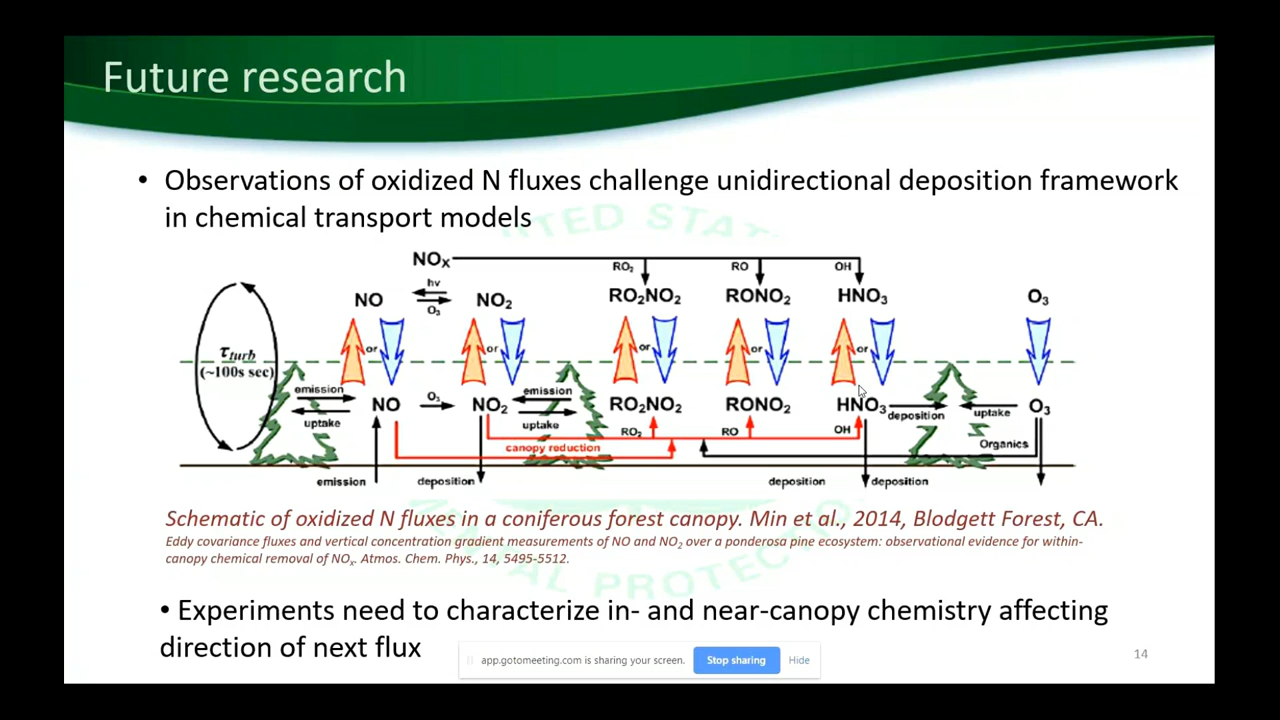 Future research
• Observations of oxidized N fluxes challenge unidirectional deposition framework
in chemical transport models
NOx
RO2 RO OH
NO hν O3 NO2 RO2NO2 RONO2 HNO3 O3
or or or or or
τturb
(~100s sec)
emission uptake NO O3 NO2 emission uptake RO2NO2 RONO2 HNO3 deposition uptake O3
RO2 RO OH
canopy reduction Organics
emission deposition deposition deposition
Schematic of oxidized N fluxes in a coniferous forest canopy. Min et al., 2014, Blodgett Forest, CA.
Eddy covariance fluxes and vertical concentration gradient measurements of NO and NO2 over a ponderosa pine ecosystem: observational evidence for within-
canopy chemical removal of NOx. Atmos. Chem. Phys., 14, 5495-5512.
• Experiments need to characterize in- and near-canopy chemistry affecting
direction of next flux
app.gotomeeting.com is sharing your screen. Stop sharing Hide
14